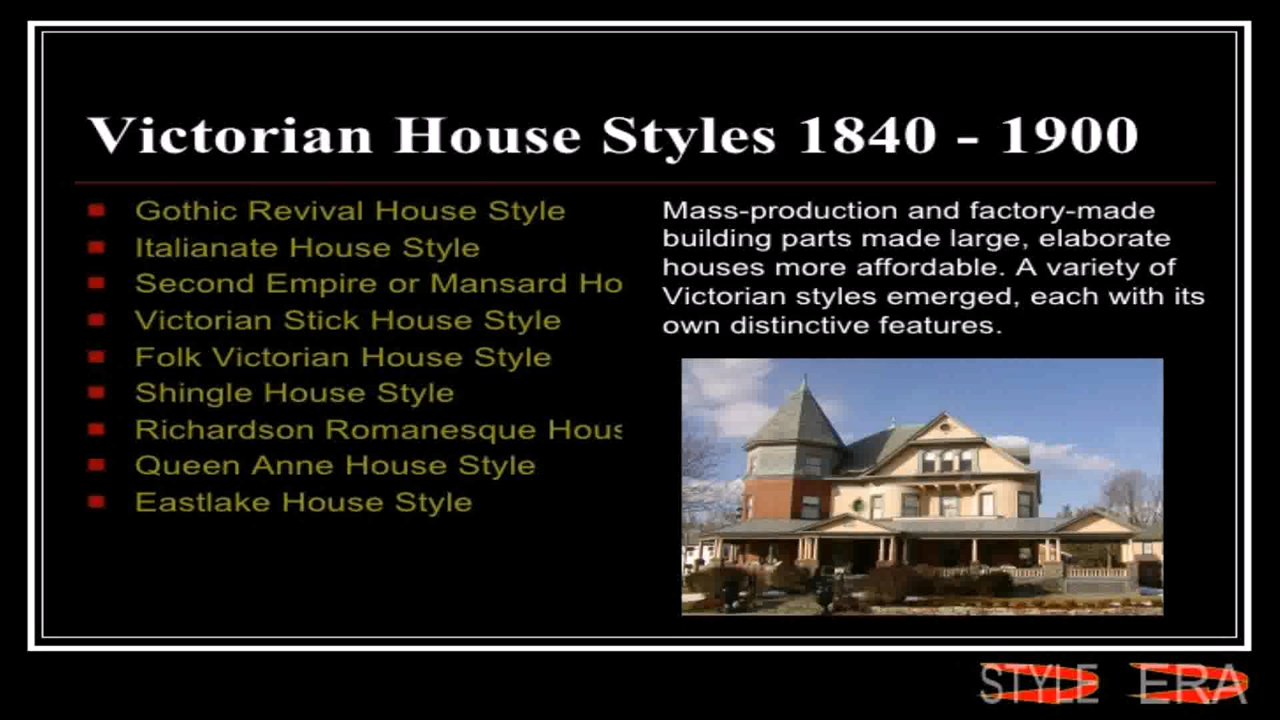 Victorian House Styles 1840 - 1900
Gothic Revival House Style
Italianate House Style
Second Empire or Mansard Ho
Victorian Stick House Style
Folk Victorian House Style
Shingle House Style
Richardson Romanesque Hous
Queen Anne House Style
Eastlake House Style
Mass-production and factory-made
building parts made large, elaborate
houses more affordable. A variety of
Victorian styles emerged, each with its
own distinctive features.
STYLE ERA